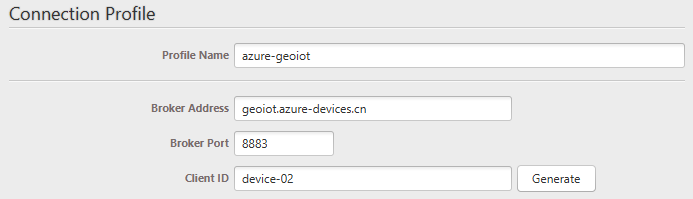 Connection Profile
Profile Name azure-geoiot
Broker Address geoiot.azure-devices.cn
Broker Port 8883
Client ID device-02 Generate